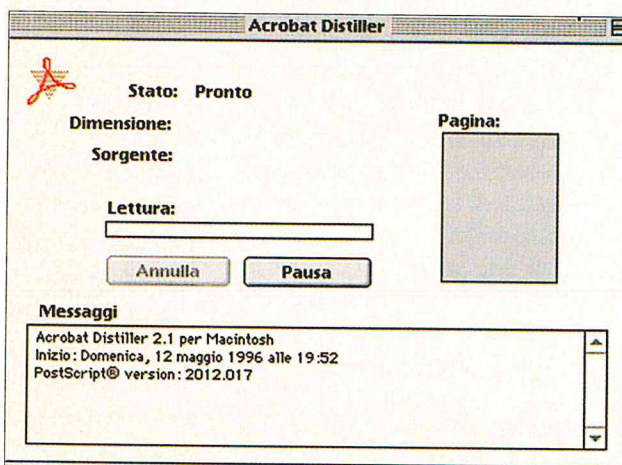 Acrobat Distiller
Stato: Pronto
Dimensione:
Pagina:
Sorgente:
Lettura:
Annulla
Pausa
Messaggi
Acrobat Distiller 2.1 per Macintosh
Inizio: Domenica, 12 maggio 1996 alle 19:52
PostScript® version: 2012.017